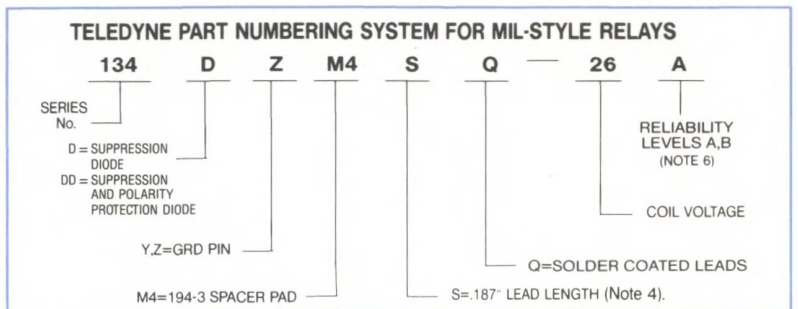 TELEDYNE PART NUMBERING SYSTEM FOR MIL-STYLE RELAYS
134 D Z M4 S Q — 26 A
SERIES
No.
D = SUPPRESSION
DIODE
DD = SUPPRESSION
AND POLARITY
PROTECTION DIODE
Y,Z=GRD PIN
M4=194-3 SPACER PAD
RELIABILITY
LEVELS A,B
(NOTE 6)
COIL VOLTAGE
Q=SOLDER COATED LEADS
S=.187" LEAD LENGTH (Note 4).